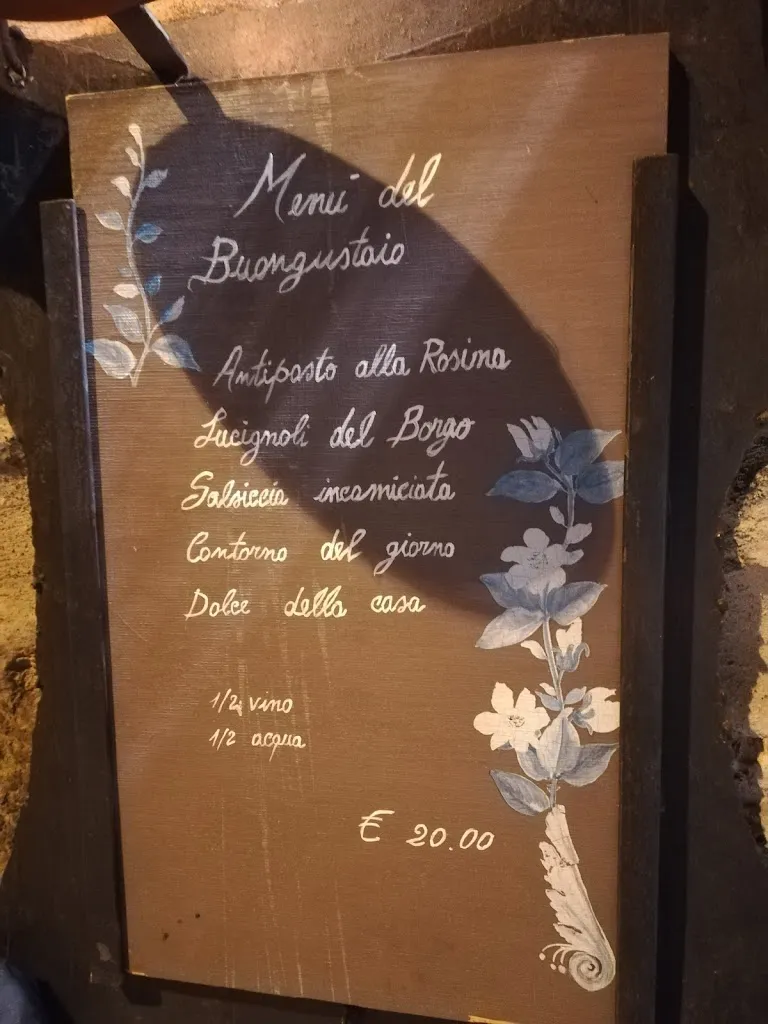 Menù del
Buongustaio
Antipasto alla Rosina
Lucignoli del Borgo
Salsiccia incamiciata
Contorno del giorno
Dolce della casa
1/2 vino
1/2 acqua
€ 20.00